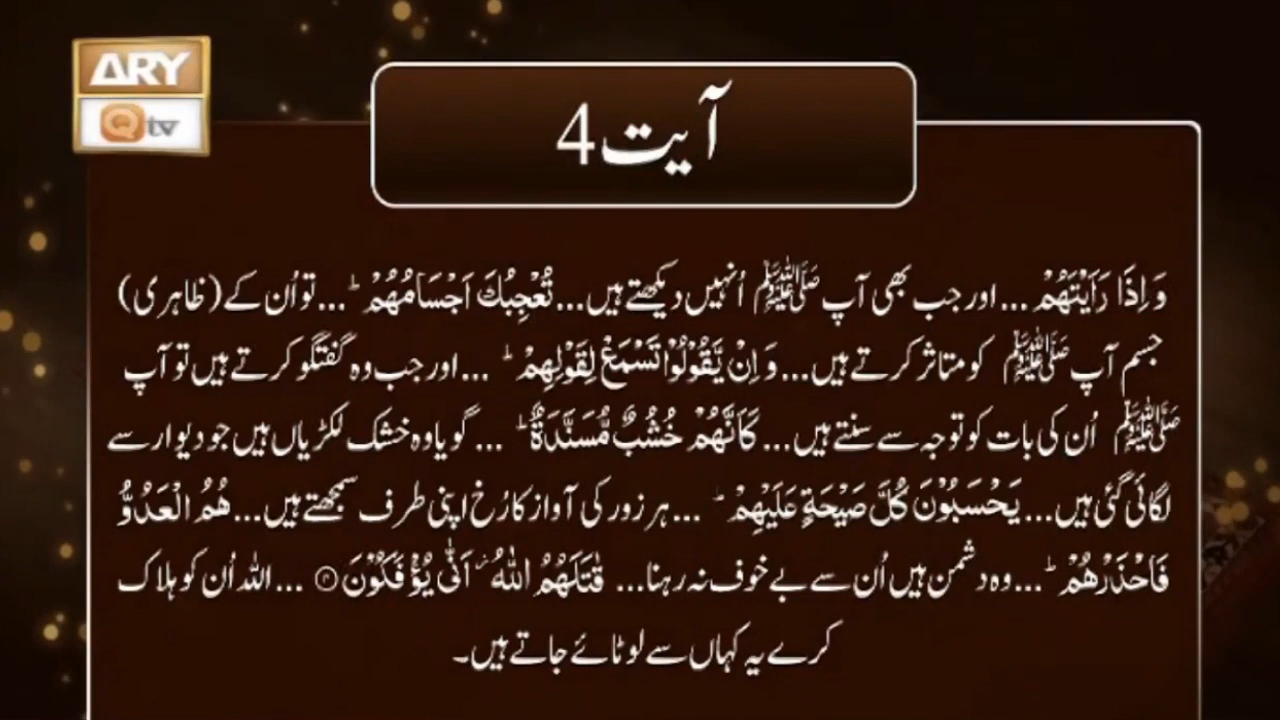 ARY
Qtv
آیت 4
وَ اِذَا رَاَیْتَهُمْ ... اور جب بھی آپ ﷺ اُنہیں دیکھتے ہیں... تُعْجِبُكَ اَجْسَامُهُمْ ؕ ... تو اُن کے (ظاہری)
جسم آپ ﷺ کو متاثر کرتے ہیں... وَ اِنْ یَّقُوْلُوْا تَسْمَعْ لِقَوْلِهِمْ ؕ ... اور جب وہ گفتگو کرتے ہیں تو آپ
ﷺ اُن کی بات کو توجہ سے سنتے ہیں... كَاَنَّهُمْ خُشُبٌ مُّسَنَّدَةٌ ؕ ... گویا وہ خشک لکڑیاں ہیں جو دیوار سے
لگائی گئی ہیں... یَحْسَبُوْنَ كُلَّ صَیْحَةٍ عَلَیْهِمْ ؕ ... ہر زور کی آواز کا رُخ اپنی طرف سمجھتے ہیں... هُمُ الْعَدُوُّ
فَاحْذَرْهُمْ ؕ ... وہ دشمن ہیں اُن سے بے خوف نہ رہنا... قٰتَلَهُمُ اللّٰهُ ؗ اَنّٰى یُؤْفَكُوْنَ ﴿۴﴾ ... اللہ اُن کو ہلاک
کرے یہ کہاں سے لوٹائے جاتے ہیں۔